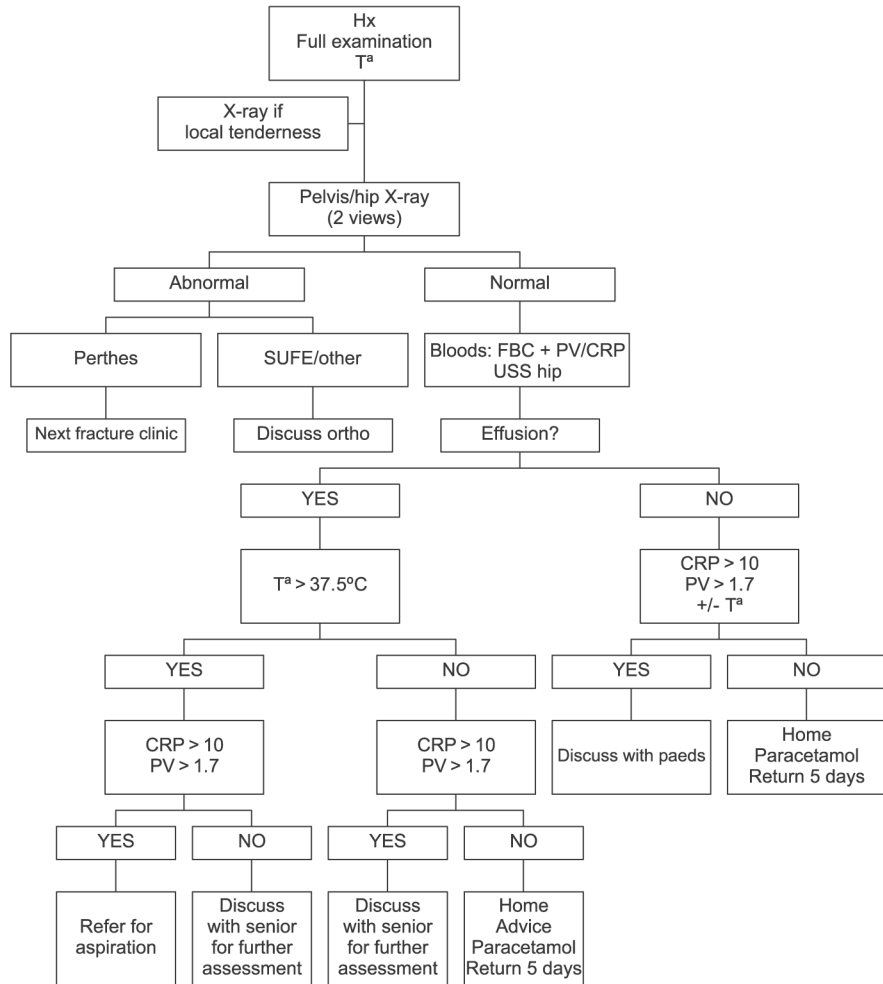 Hx
Full examination
Tª
X-ray if
local tenderness
Pelvis/hip X-ray
(2 views)
Abnormal
Normal
Perthes
SUFE/other
Bloods: FBC + PV/CRP
USS hip
Next fracture clinic
Discuss ortho
Effusion?
YES
NO
Tª > 37.5ºC
CRP > 10
PV > 1.7
+/- Tª
YES
NO
YES
NO
CRP > 10
PV > 1.7
CRP > 10
PV > 1.7
Discuss with paeds
Home
Paracetamol
Return 5 days
YES
NO
YES
NO
Refer for
aspiration
Discuss
with senior
for further
assessment
Discuss
with senior
for further
assessment
Home
Advice
Paracetamol
Return 5 days